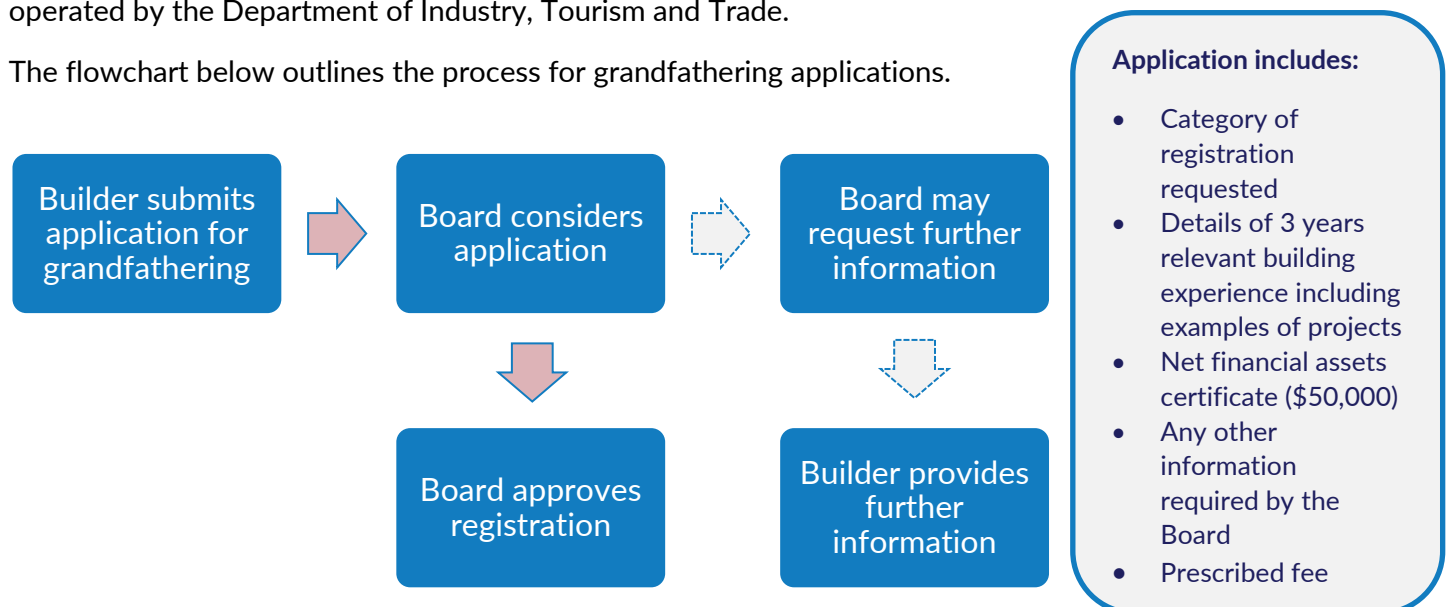 operated by the Department of Industry, Tourism and Trade.
The flowchart below outlines the process for grandfathering applications.
Builder submits
application for
grandfathering
Board considers
application
Board may
request further
information
Board approves
registration
Builder provides
further
information
Application includes:
• Category of
registration
requested
• Details of 3 years
relevant building
experience including
examples of projects
• Net financial assets
certificate ($50,000)
• Any other
information
required by the
Board
• Prescribed fee